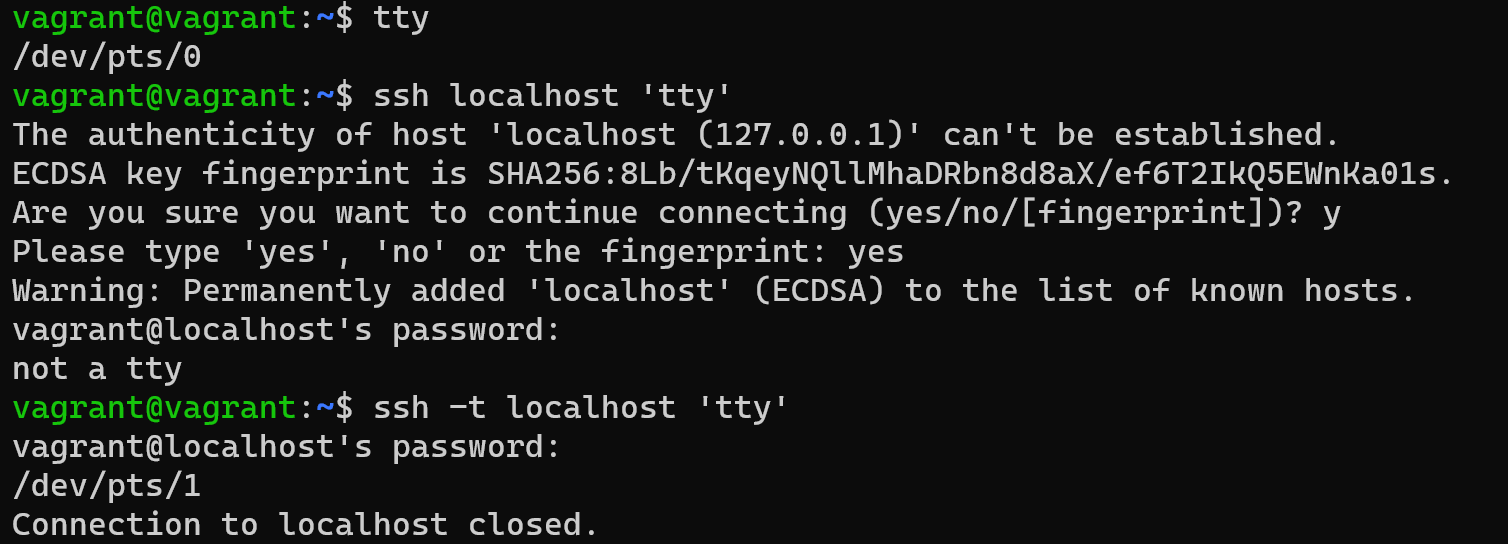 vagrant@vagrant:~$ tty
/dev/pts/0
vagrant@vagrant:~$ ssh localhost 'tty'
The authenticity of host 'localhost (127.0.0.1)' can't be established.
ECDSA key fingerprint is SHA256:8Lb/tKqeyNQllMhaDRbn8d8aX/ef6T2IkQ5EWnKa01s.
Are you sure you want to continue connecting (yes/no/[fingerprint])? y
Please type 'yes', 'no' or the fingerprint: yes
Warning: Permanently added 'localhost' (ECDSA) to the list of known hosts.
vagrant@localhost's password:
not a tty
vagrant@vagrant:~$ ssh -t localhost 'tty'
vagrant@localhost's password:
/dev/pts/1
Connection to localhost closed.